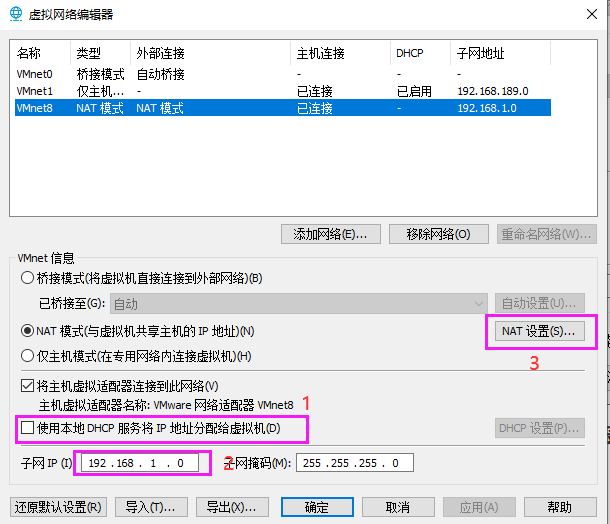 虚拟网络编辑器
名称 类型 外部连接 主机连接 DHCP 子网地址
VMnet0 桥接模式 自动桥接 - - -
VMnet1 仅主机... - 已连接 已启用 192.168.189.0
VMnet8 NAT 模式 NAT 模式 已连接 - 192.168.1.0
添加网络(E)... 移除网络(O) 重命名网络(W)...
VMnet 信息
桥接模式(将虚拟机直接连接到外部网络)(B)
已桥接至(G): 自动 自动设置(U)...
NAT 模式(与虚拟机共享主机的 IP 地址)(N) NAT 设置(S)...
仅主机模式(在专用网络内连接虚拟机)(H)
3
将主机虚拟适配器连接到此网络(V)
主机虚拟适配器名称: VMware 网络适配器 VMnet8
1
使用本地 DHCP 服务将 IP 地址分配给虚拟机(D) DHCP 设置(P)...
子网 IP (I) 192 . 168 . 1 . 0 2 子网掩码(M): 255 . 255 . 255 . 0
还原默认设置(R) 导入(T)... 导出(X)... 确定 取消 应用(A) 帮助